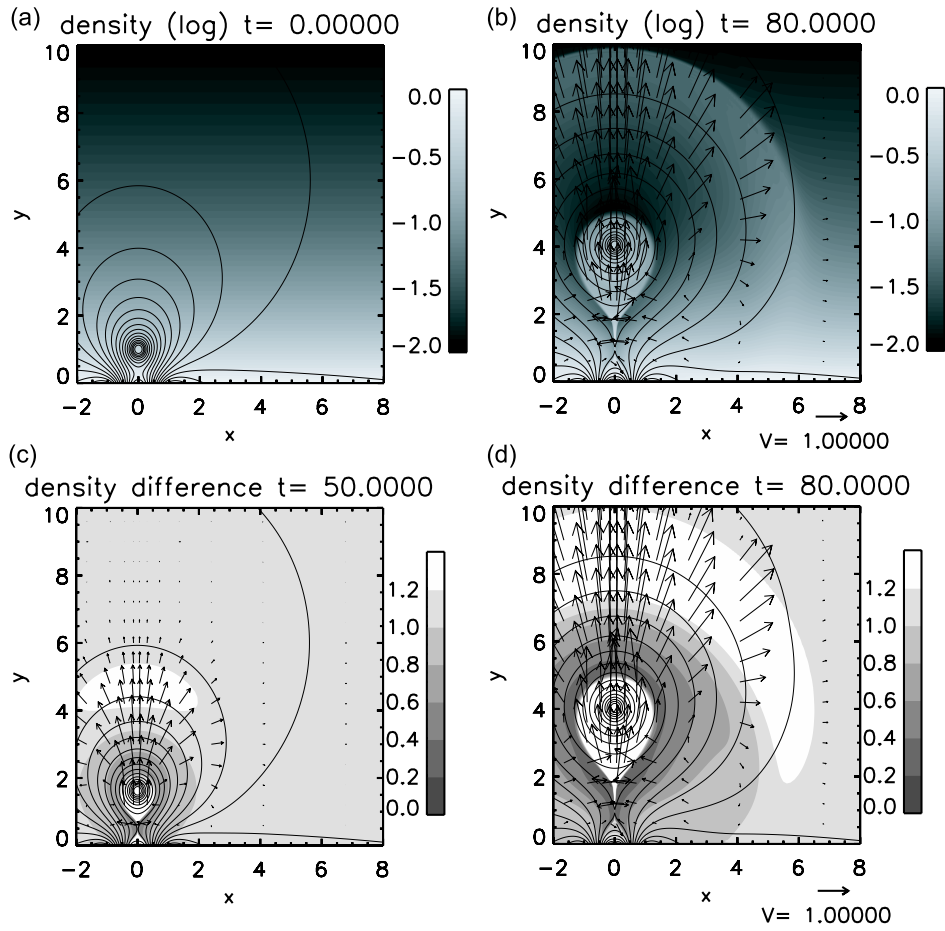 (a)
density (log) t= 0.00000
10
8
6
4
2
0
y
−2 0 2 4 6 8
x
0.0
−0.5
−1.0
−1.5
−2.0
(b)
density (log) t= 80.0000
10
8
6
4
2
0
y
−2 0 2 4 6 8
x
V= 1.00000
0.0
−0.5
−1.0
−1.5
−2.0
(c)
density difference t= 50.0000
10
8
6
4
2
0
y
−2 0 2 4 6 8
x
1.2
1.0
0.8
0.6
0.4
0.2
0.0
(d)
density difference t= 80.0000
10
8
6
4
2
0
y
−2 0 2 4 6 8
x
V= 1.00000
1.2
1.0
0.8
0.6
0.4
0.2
0.0